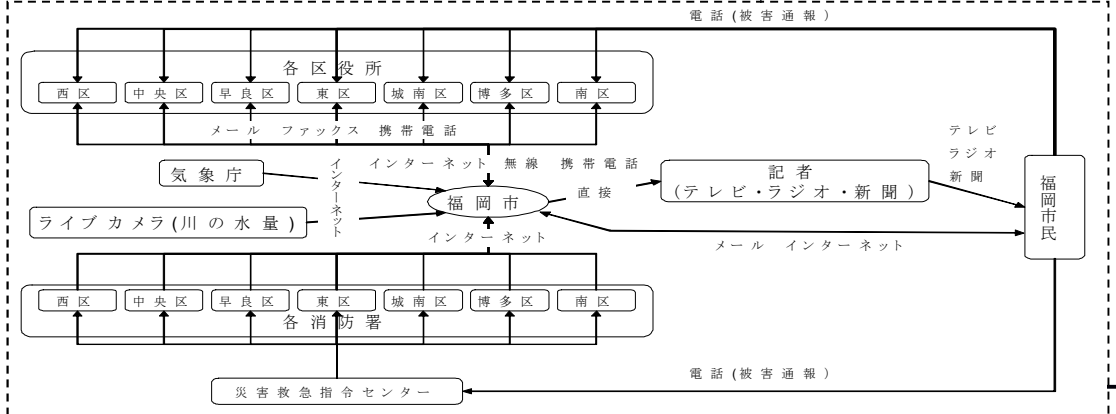 電話(被害通報)
各区役所
西区 中央区 早良区 東区 城南区 博多区 南区
メール ファックス 携帯電話
インターネット 無線 携帯電話
テレビ
ラジオ
新聞
気象庁
インターネット
記者
(テレビ・ラジオ・新聞)
福岡市
直接
福岡市民
ライブカメラ(川の水量)
インターネット
メール インターネット
西区 中央区 早良区 東区 城南区 博多区 南区
各消防署
電話(被害通報)
災害救急指令センター